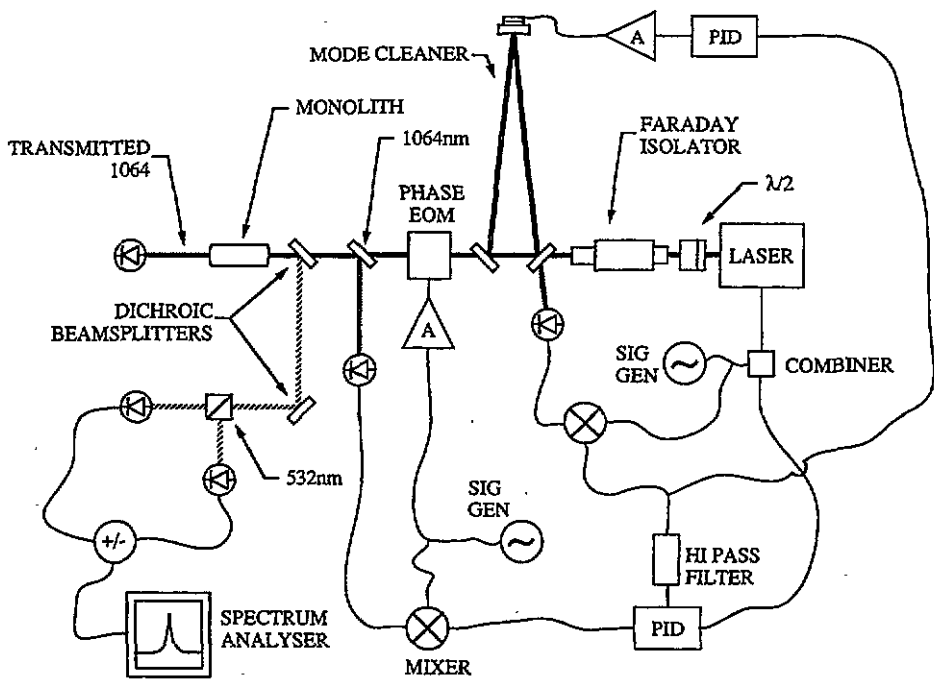 A
PID
MODE CLEANER
MONOLITH
1064nm
FARADAY
ISOLATOR
TRANSMITTED
1064
PHASE
EOM
λ/2
LASER
DICHROIC
BEAMSPLITTERS
A
SIG
GEN
COMBINER
532nm
SIG
GEN
+/-
HI PASS
FILTER
SPECTRUM
ANALYSER
PID
MIXER